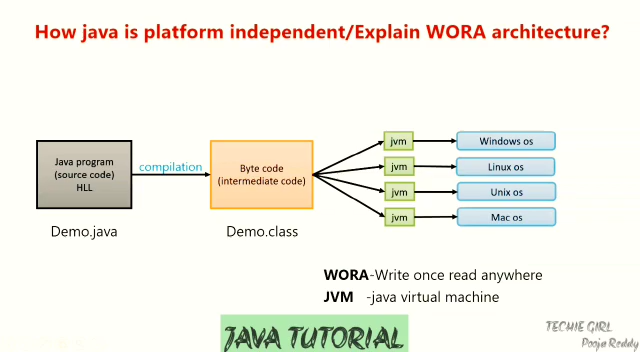 How java is platform independent/Explain WORA architecture?
Java program
(source code)
HLL
compilation
Byte code
(intermediate code)
jvm
Windows os
jvm
Linux os
jvm
Unix os
jvm
Mac os
Demo.java
Demo.class
WORA-Write once read anywhere
JVM -java virtual machine
JAVA TUTORIAL
TECHIE GIRL
Pooja Reddy